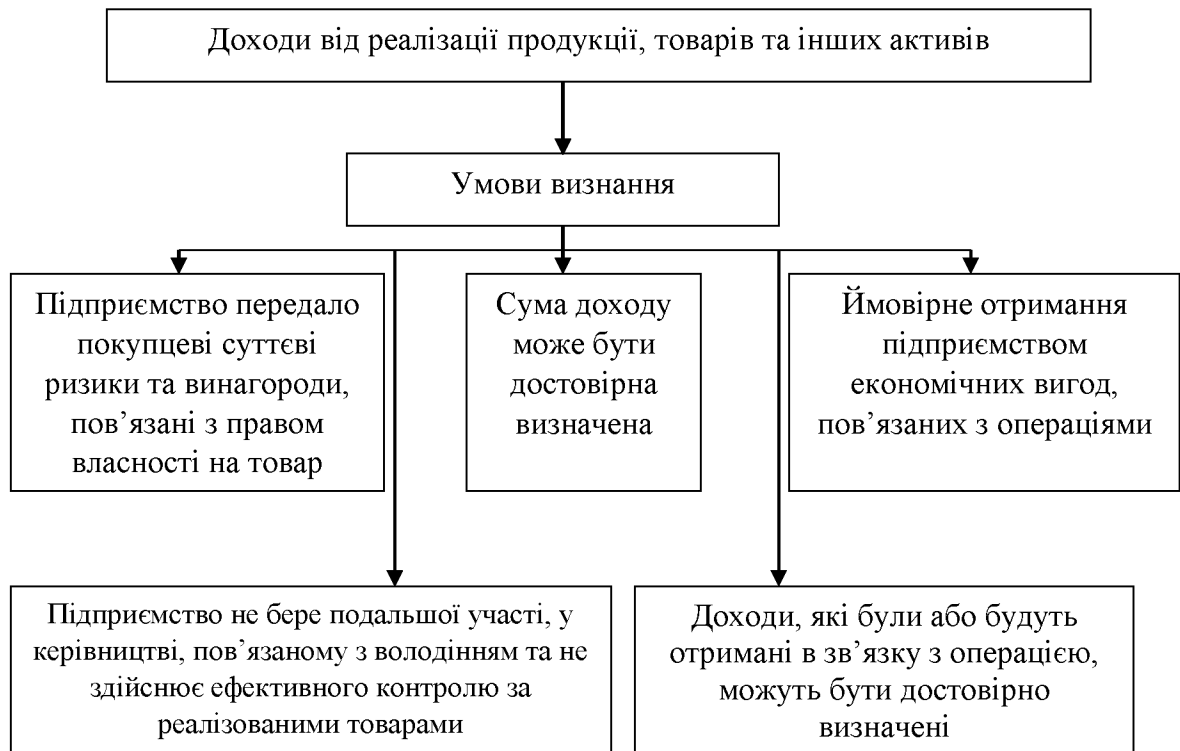 Доходи від реалізації продукції, товарів та інших активів
Умови визнання
Підприємство передало
покупцеві суттєві
ризики та винагороди,
пов’язані з правом
власності на товар
Сума доходу
може бути
достовірна
визначена
Ймовірне отримання
підприємством
економічних вигод,
пов’язаних з операціями
Підприємство не бере подальшої участі, у
керівництві, пов’язаному з володінням та не
здійснює ефективного контролю за
реалізованими товарами
Доходи, які були або будуть
отримані в зв’язку з операцією,
можуть бути достовірно
визначені